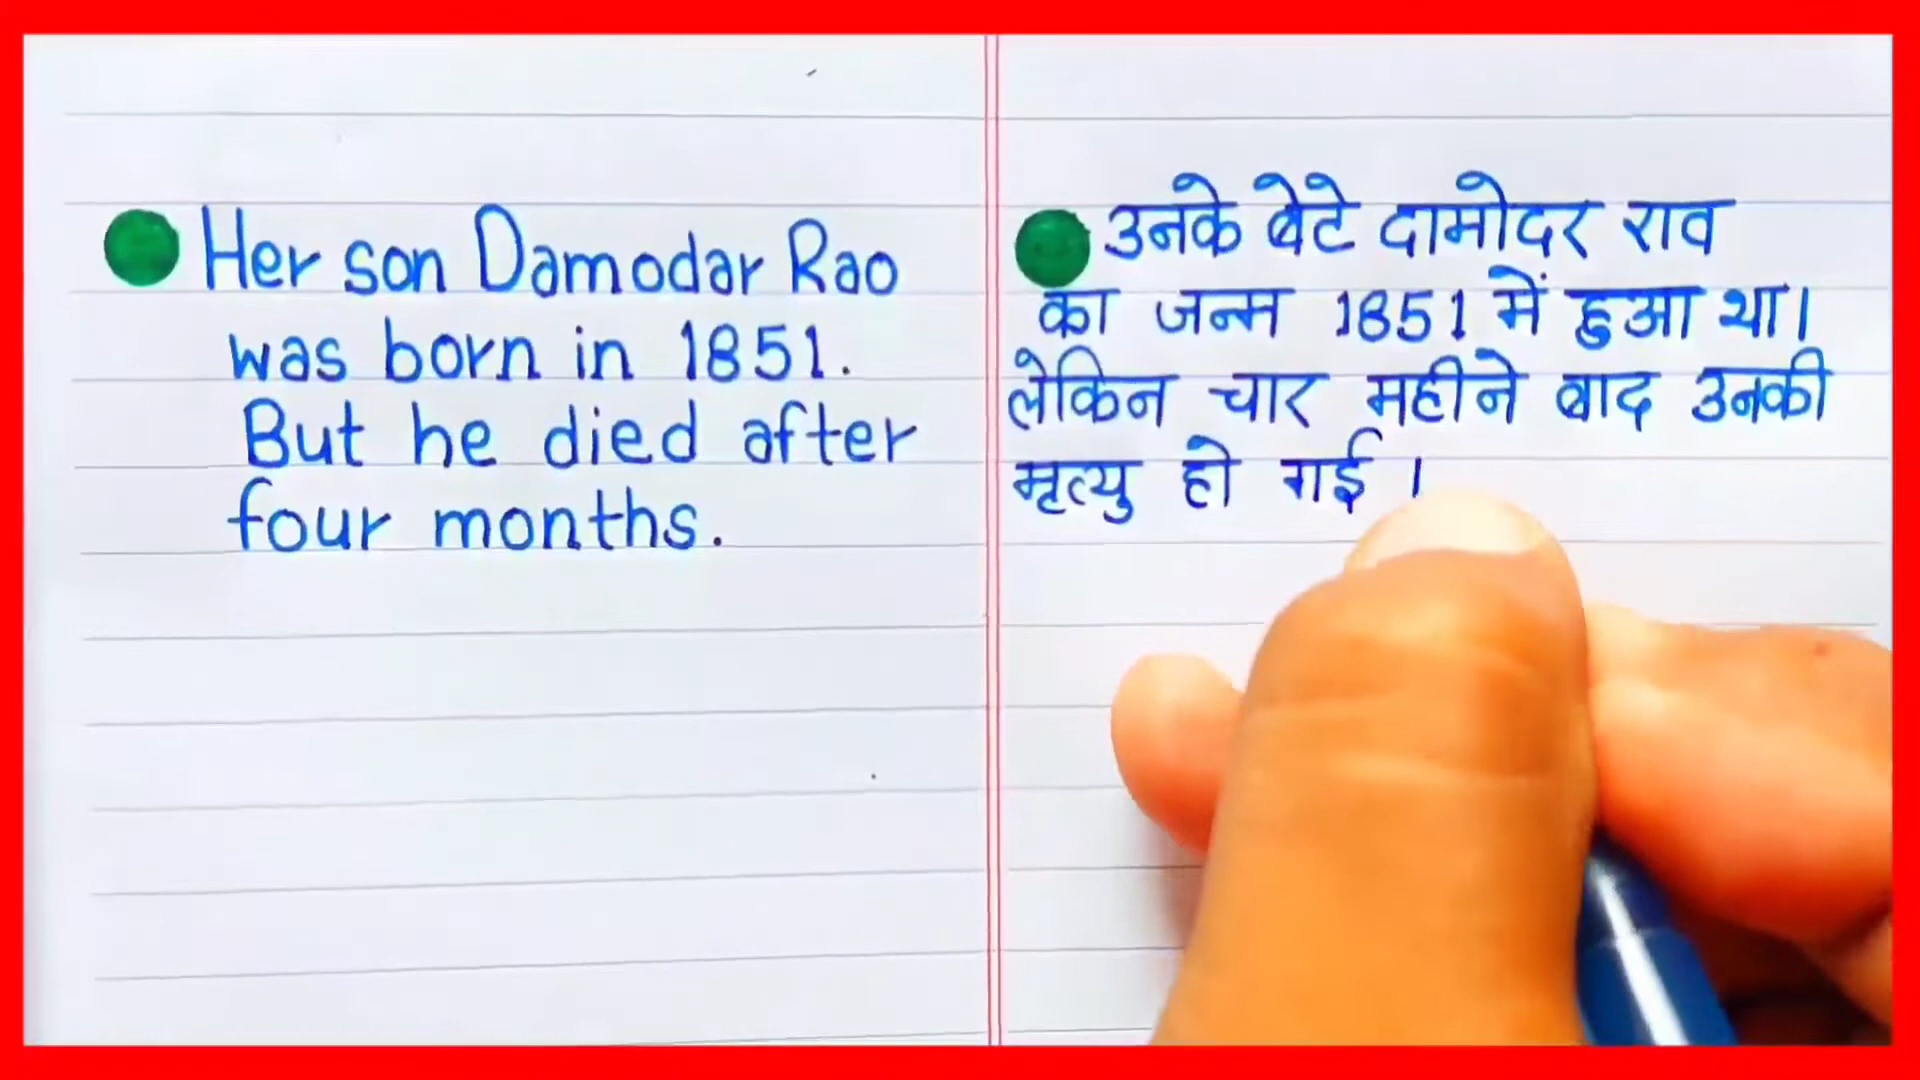 Her son Damodar Rao
was born in 1851.
But he died after
four months.
उनके बेटे दामोदर राव
का जन्म 1851 में हुआ था।
लेकिन चार महीने बाद उनकी
मृत्यु हो गई ।